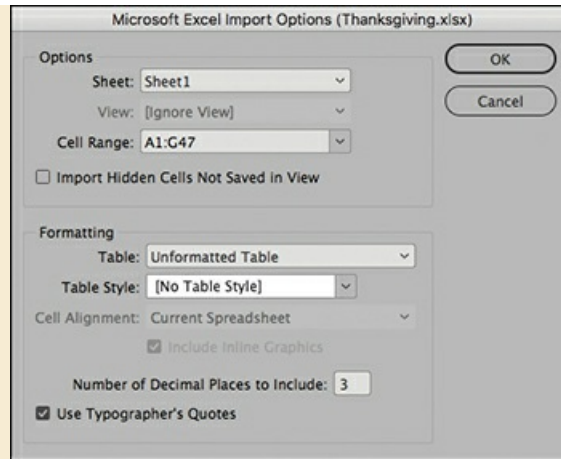 Microsoft Excel Import Options (Thanksgiving.xlsx)
Options
Sheet: Sheet1
View: [Ignore View]
Cell Range: A1:G47
Import Hidden Cells Not Saved in View
OK
Cancel
Formatting
Table: Unformatted Table
Table Style: [No Table Style]
Cell Alignment: Current Spreadsheet
Include Inline Graphics
Number of Decimal Places to Include: 3
Use Typographer's Quotes